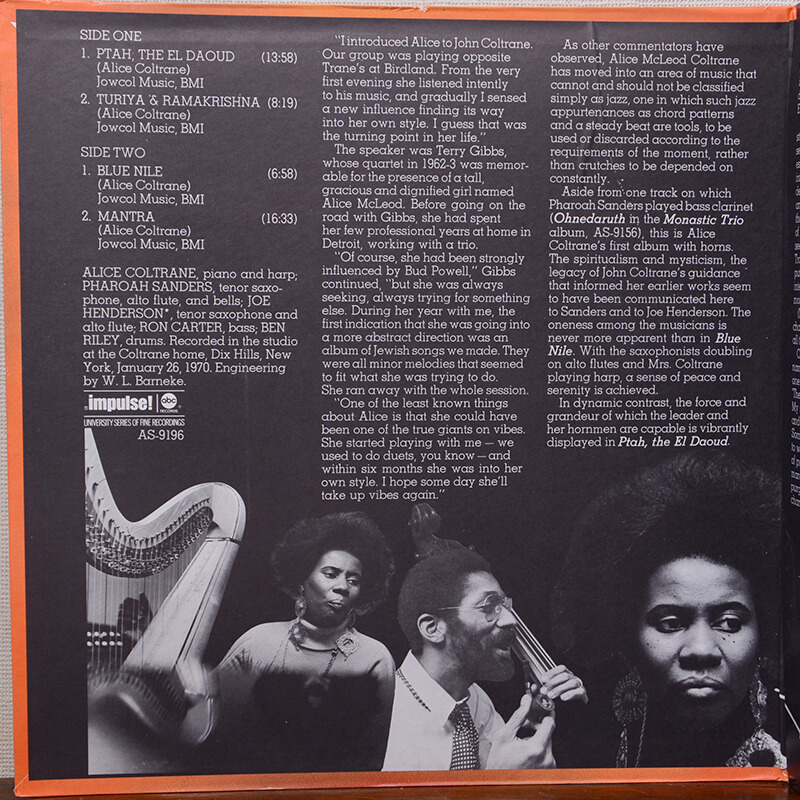 SIDE ONE
1. PTAH, THE EL DAOUD (13:58)
(Alice Coltrane)
Jowcol Music, BMI
2. TURIYA & RAMAKRISHNA (8:19)
(Alice Coltrane)
Jowcol Music, BMI
SIDE TWO
1. BLUE NILE (6:58)
(Alice Coltrane)
Jowcol Music, BMI
2. MANTRA (16:33)
(Alice Coltrane)
Jowcol Music, BMI
ALICE COLTRANE, piano and harp;
PHAROAH SANDERS, tenor saxo-
phone, alto flute, and bells; JOE
HENDERSON*, tenor saxophone and
alto flute; RON CARTER, bass; BEN
RILEY, drums. Recorded in the studio
at the Coltrane home, Dix Hills, New
York, January 26, 1970. Engineering
by W. L. Barneke.
impulse! abc RECORDS
UNIVERSITY SERIES OF FINE RECORDINGS
AS-9196
"I introduced Alice to John Coltrane.
Our group was playing opposite
Trane's at Birdland. From the very
first evening she listened intently
to his music, and gradually I sensed
a new influence finding its way
into her own style. I guess that was
the turning point in her life."
The speaker was Terry Gibbs,
whose quartet in 1962-3 was memor-
able for the presence of a tall,
gracious and dignified girl named
Alice McLeod. Before going on the
road with Gibbs, she had spent
her few professional years at home in
Detroit, working with a trio.
"Of course, she had been strongly
influenced by Bud Powell," Gibbs
continued, "but she was always
seeking, always trying for something
else. During her year with me, the
first indication that she was going into
a more abstract direction was an
album of Jewish songs we made. They
were all minor melodies that seemed
to fit what she was trying to do.
She ran away with the whole session.
"One of the least known things
about Alice is that she could have
been one of the true giants on vibes.
She started playing with me — we
used to do duets, you know — and
within six months she was into her
own style. I hope some day she'll
take up vibes again."
As other commentators have
observed, Alice McLeod Coltrane
has moved into an area of music that
cannot and should not be classified
simply as jazz, one in which such jazz
appurtenances as chord patterns
and a steady beat are tools, to be
used or discarded according to the
requirements of the moment, rather
than crutches to be depended on
constantly.
Aside from one track on which
Pharoah Sanders played bass clarinet
(Ohnedaruth in the Monastic Trio
album, AS-9156), this is Alice
Coltrane's first album with horns.
The spiritualism and mysticism, the
legacy of John Coltrane's guidance
that informed her earlier works seem
to have been communicated here
to Sanders and to Joe Henderson. The
oneness among the musicians is
never more apparent than in Blue
Nile. With the saxophonists doubling
on alto flutes and Mrs. Coltrane
playing harp, a sense of peace and
serenity is achieved.
In dynamic contrast, the force and
grandeur of which the leader and
her hornmen are capable is vibrantly
displayed in Ptah, the El Daoud.